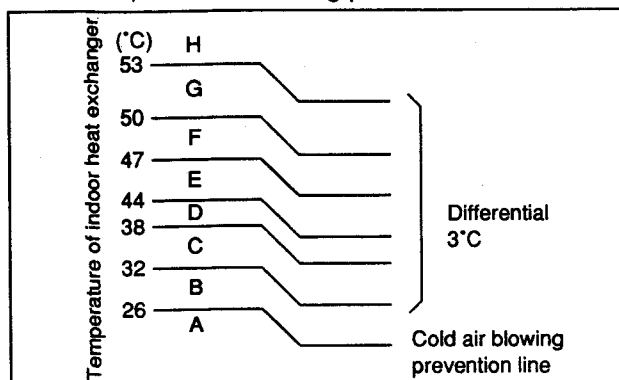 (°C)
H
53
G
50
F
47
E
44
D
38
C
32
B
26
A
Temperature of indoor heat exchanger
Differential
3°C
Cold air blowing
prevention line